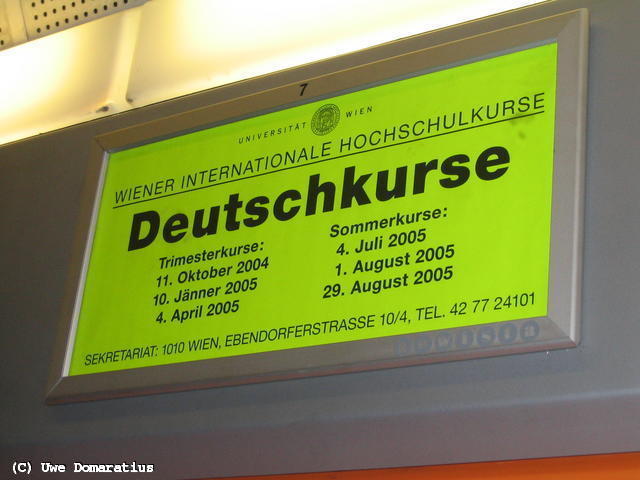 7
UNIVERSITÄT WIEN
WIENER INTERNATIONALE HOCHSCHULKURSE
Deutschkurse
Trimesterkurse:
11. Oktober 2004
10. Jänner 2005
4. April 2005
Sommerkurse:
4. Juli 2005
1. August 2005
29. August 2005
SEKRETARIAT: 1010 WIEN, EBENDORFERSTRASSE 10/4, TEL. 42 77 24101
(C) Uwe Domaratius